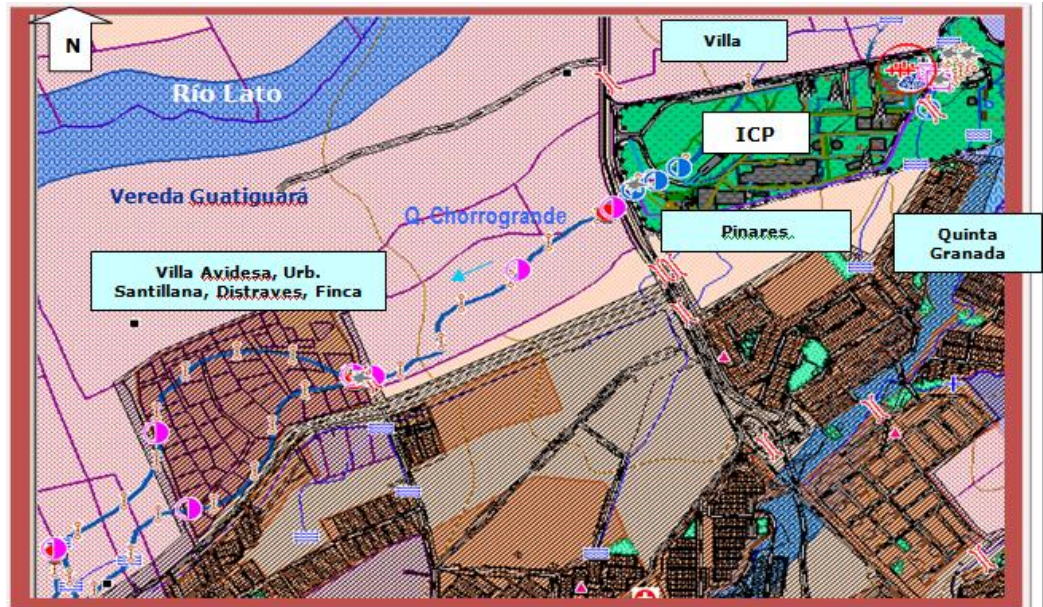 N
Villa
Río Lato
ICP
Vereda Guatiguará
Q. Chorrogrande
Pinares
Quinta
Granada
Villa Avidesa, Urb.
Santillana, Distraves, Finca